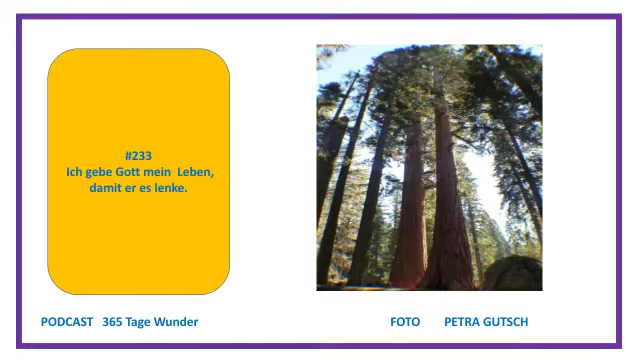 #233
Ich gebe Gott mein Leben,
damit er es lenke.
PODCAST 365 Tage Wunder
FOTO PETRA GUTSCH